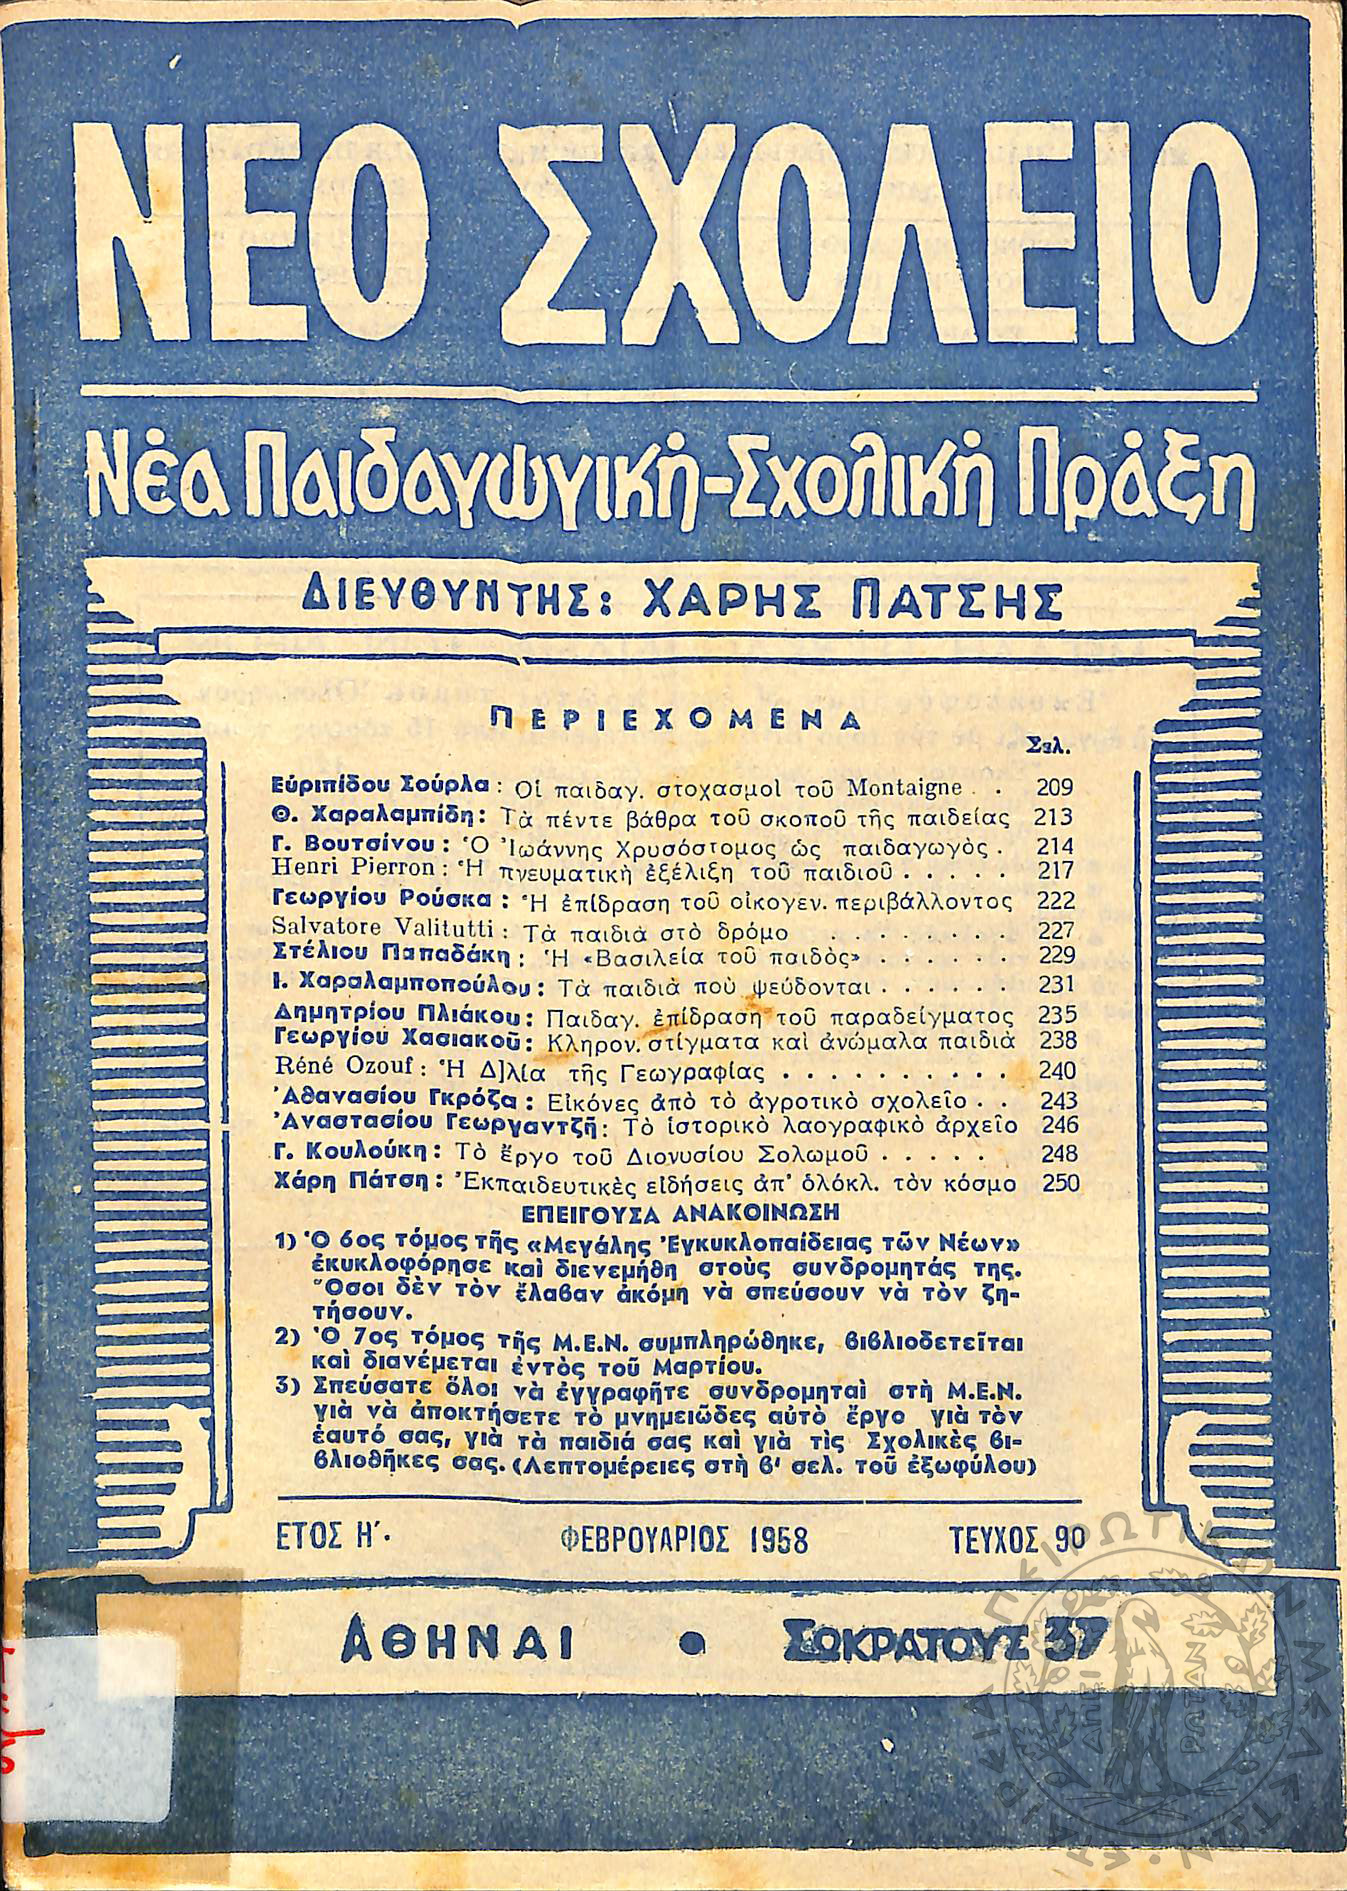 ΝΕΟ ΣΧΟΛΕΙΟ
Νέα Παιδαγωγική-Σχολική Πράξη
ΔΙΕΥΘΥΝΤΗΣ: ΧΑΡΗΣ ΠΑΤΣΗΣ
ΠΕΡΙΕΧΟΜΕΝΑ
Σελ.
Εὐριπίδου Σούρλα: Οἱ παιδαγ. στοχασμοὶ τοῦ Montaigne . . 209
Θ. Χαραλαμπίδη: Τὰ πέντε βάθρα τοῦ σκοποῦ τῆς παιδείας 213
Γ. Βουτσίνου: Ὁ Ἰωάννης Χρυσόστομος ὡς παιδαγωγὸς . 214
Henri Pierron: Ἡ πνευματικὴ ἐξέλιξη τοῦ παιδιοῦ . . . . . 217
Γεωργίου Ρούσκα: Ἡ ἐπίδραση τοῦ οἰκογεν. περιβάλλοντος 222
Salvatore Valitutti: Τὰ παιδιὰ στὸ δρόμο . . . . . . . . 227
Στέλιου Παπαδάκη: Ἡ «Βασιλεία τοῦ παιδὸς» . . . . . . 229
Ι. Χαραλαμποπούλου: Τὰ παιδιὰ ποὺ ψεύδονται . . . . . 231
Δημητρίου Πλιάκου: Παιδαγ. ἐπίδραση τοῦ παραδείγματος 235
Γεωργίου Χασιακοῦ: Κληρον. στίγματα καὶ ἀνώμαλα παιδιὰ 238
Réné Ozouf: Ἡ Δ]λία τῆς Γεωγραφίας . . . . . . . . . . 240
Ἀθανασίου Γκρόζα: Εἰκόνες ἀπὸ τὸ ἀγροτικὸ σχολεῖο . . 243
Ἀναστασίου Γεωργαντζῆ: Τὸ ἱστορικὸ λαογραφικὸ ἀρχεῖο 246
Γ. Κουλούκη: Τὸ ἔργο τοῦ Διονυσίου Σολωμοῦ . . . . . 248
Χάρη Πάτση: Ἐκπαιδευτικὲς εἰδήσεις ἀπ' ὁλόκλ. τὸν κόσμο 250
ΕΠΕΙΓΟΥΣΑ ΑΝΑΚΟΙΝΩΣΗ
1) Ὁ 6ος τόμος τῆς «Μεγάλης Ἐγκυκλοπαίδειας τῶν Νέων»
ἐκυκλοφόρησε καὶ διενεμήθη στοὺς συνδρομητάς της.
Ὅσοι δὲν τὸν ἔλαβαν ἀκόμη νὰ σπεύσουν νὰ τὸν ζη-
τήσουν.
2) Ὁ 7ος τόμος τῆς Μ.Ε.Ν. συμπληρώθηκε, βιβλιοδετεῖται
καὶ διανέμεται ἐντὸς τοῦ Μαρτίου.
3) Σπεύσατε ὅλοι νὰ ἐγγραφῆτε συνδρομηταὶ στὴ Μ.Ε.Ν.
γιὰ νὰ ἀποκτήσετε τὸ μνημειῶδες αὐτὸ ἔργο γιὰ τὸν
ἑαυτό σας, γιὰ τὰ παιδιά σας καὶ γιὰ τὶς Σχολικὲς βι-
βλιοθῆκες σας. (Λεπτομέρειες στὴ β' σελ. τοῦ ἐξωφύλου)
ΕΤΟΣ Η'. ΦΕΒΡΟΥΑΡΙΟΣ 1958 ΤΕΥΧΟΣ 90
ΑΘΗΝΑΙ • ΣΩΚΡΑΤΟΥΣ 37
ΕΤΑΙΡΕΙΑ ΗΠΕΙΡΩΤΙΚΩΝ ΜΕΛΕΤΩΝ
ΑΠΕΙ
ΡΩΤΑΝ